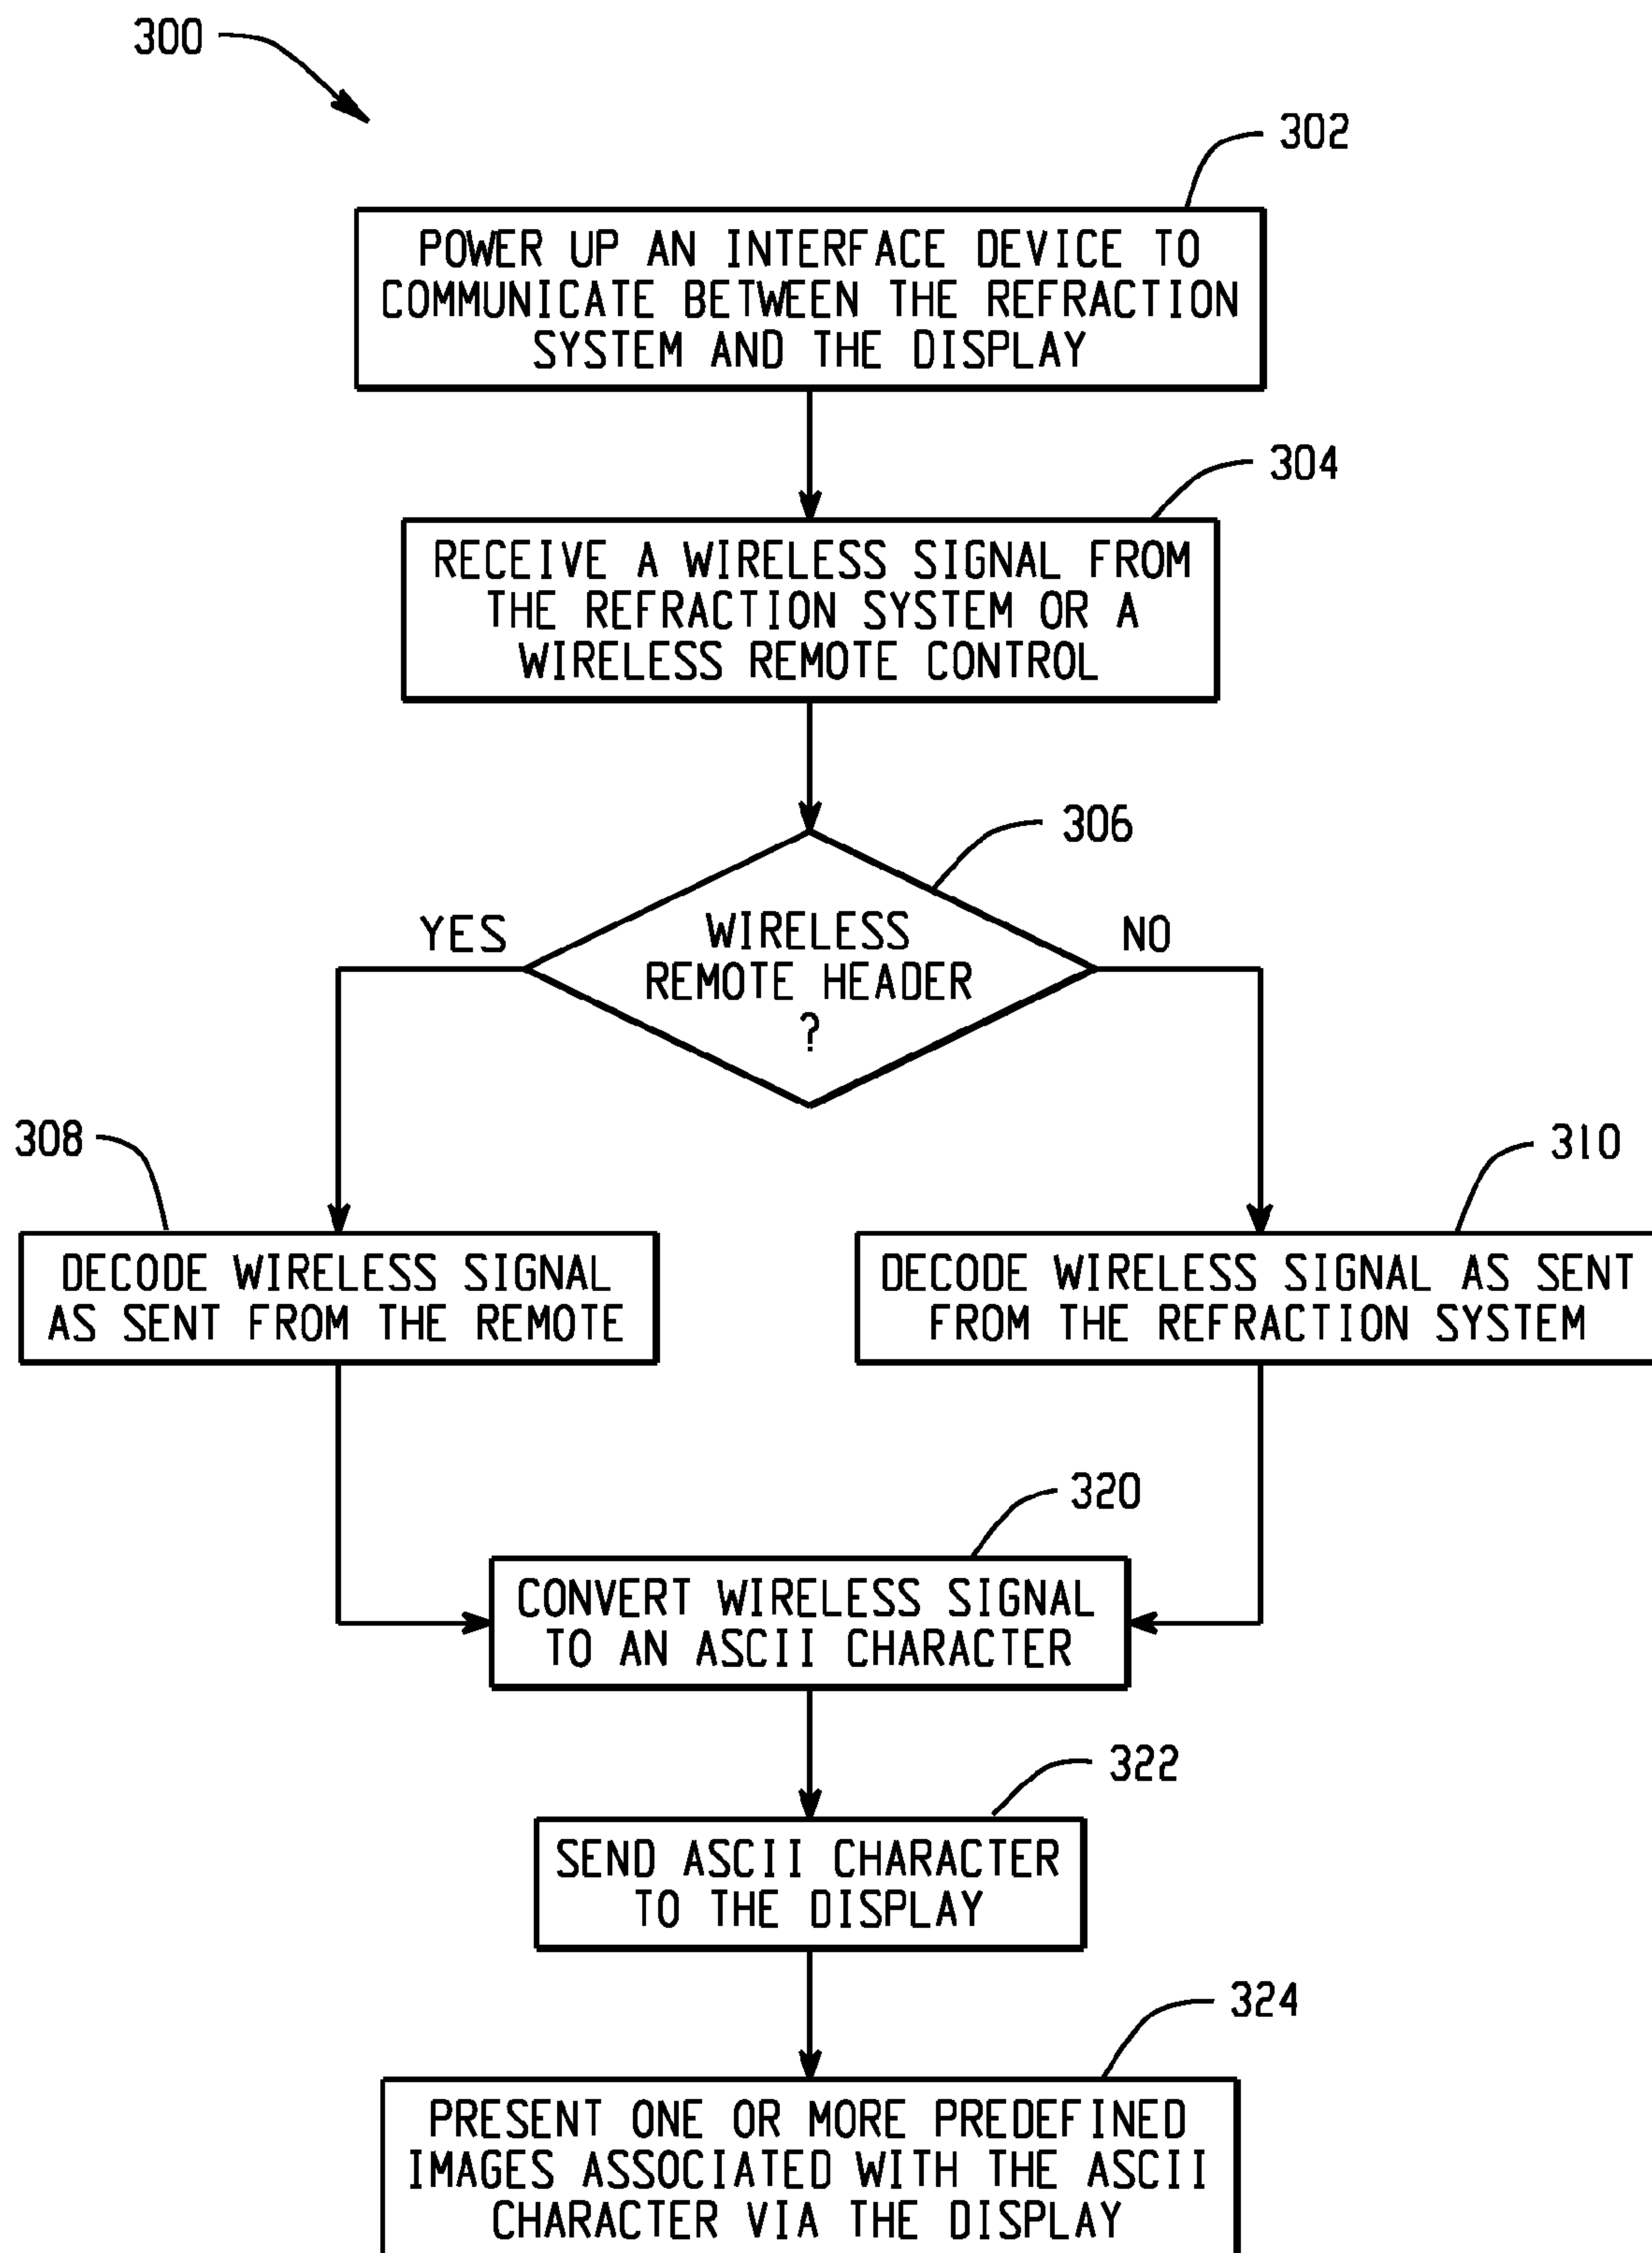 300
302
POWER UP AN INTERFACE DEVICE TO
COMMUNICATE BETWEEN THE REFRACTION
SYSTEM AND THE DISPLAY
304
RECEIVE A WIRELESS SIGNAL FROM
THE REFRACTION SYSTEM OR A
WIRELESS REMOTE CONTROL
306
YES
WIRELESS
REMOTE HEADER
?
NO
308
DECODE WIRELESS SIGNAL
AS SENT FROM THE REMOTE
310
DECODE WIRELESS SIGNAL AS SENT
FROM THE REFRACTION SYSTEM
320
CONVERT WIRELESS SIGNAL
TO AN ASCII CHARACTER
322
SEND ASCII CHARACTER
TO THE DISPLAY
324
PRESENT ONE OR MORE PREDEFINED
IMAGES ASSOCIATED WITH THE ASCII
CHARACTER VIA THE DISPLAY